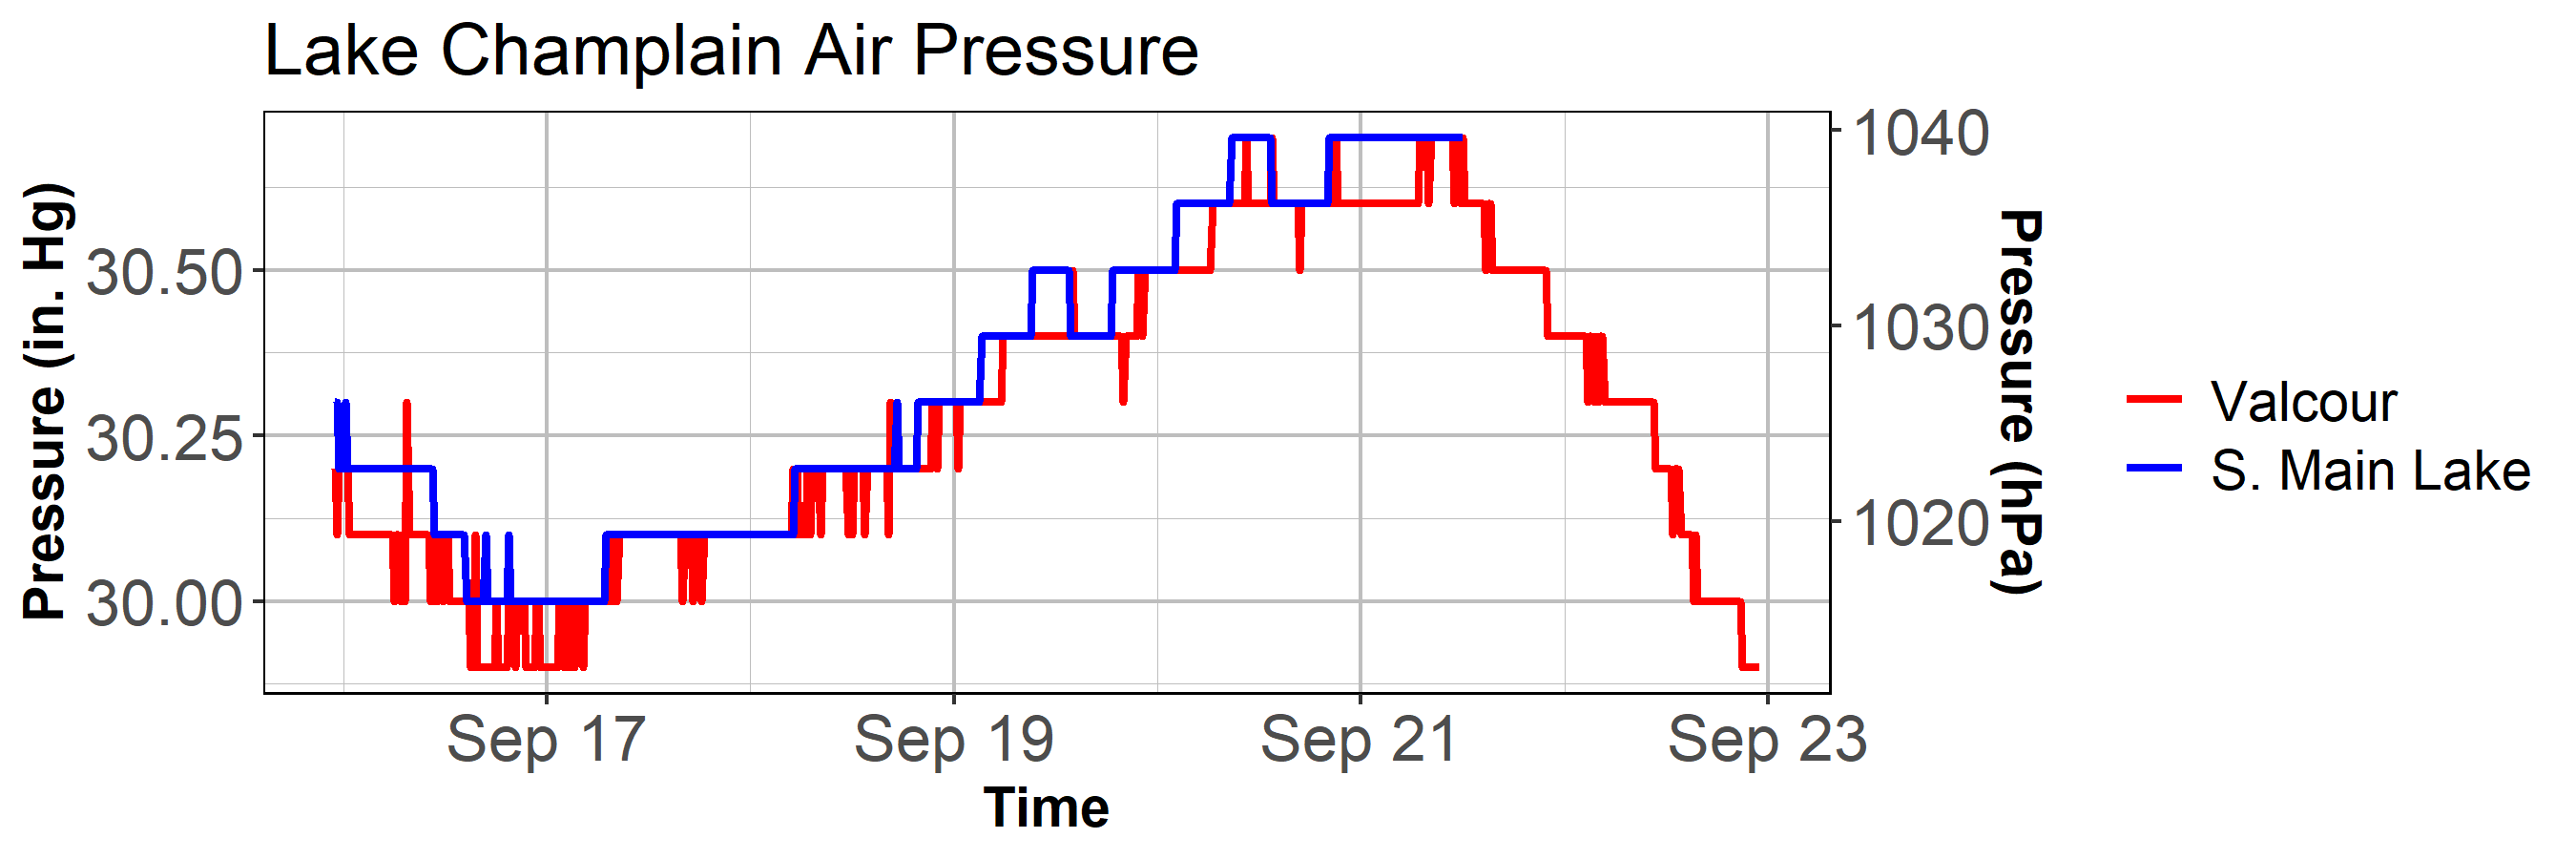 Lake Champlain Air Pressure
Pressure (in. Hg)
30.50
30.25
30.00
1040
1030
1020
Pressure (hPa)
Sep 17
Sep 19
Sep 21
Sep 23
Time
Valcour
S. Main Lake